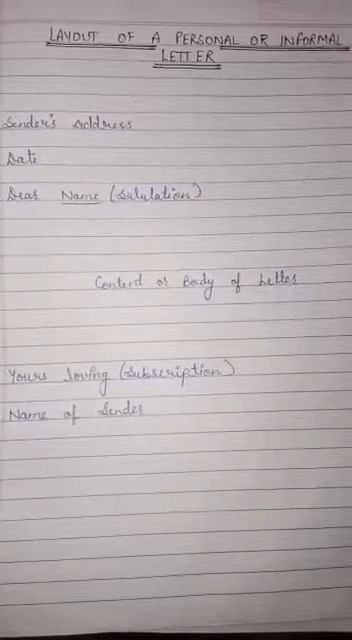 LAYOUT OF A PERSONAL OR INFORMAL
LETTER
Sender's Address
Date
Dear Name (Salutation)
Content or Body of Letter
Yours loving (Subscription)
Name of Sender